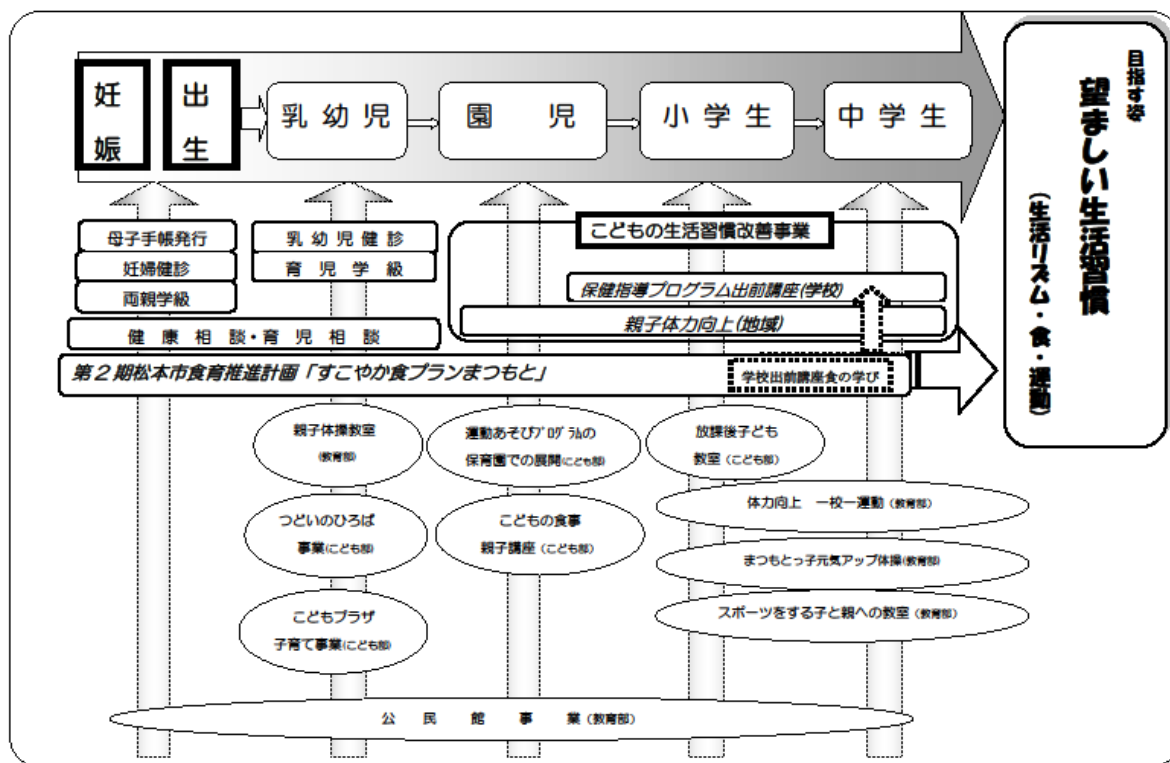 妊娠
出生
乳幼児
園児
小学生
中学生
目指す姿
望ましい生活習慣
(生活リズム・食・運動)
母子手帳発行
妊婦健診
両親学級
乳幼児健診
育児学級
こどもの生活習慣改善事業
保健指導プログラム出前講座(学校)
親子体力向上(地域)
健康相談・育児相談
第2期松本市食育推進計画「すこやか食プランまつもと」
学校出前講座食の学び
親子体操教室
(教育部)
運動あそびプログラムの
保育園での展開(こども部)
放課後子ども
教室(こども部)
つどいのひろば
事業(こども部)
こどもの食事
親子講座(こども部)
体力向上 一校一運動(教育部)
まつもとっ子元気アップ体操(教育部)
こどもプラザ
子育て事業(こども部)
スポーツをする子と親への教室(教育部)
公民館事業(教育部)